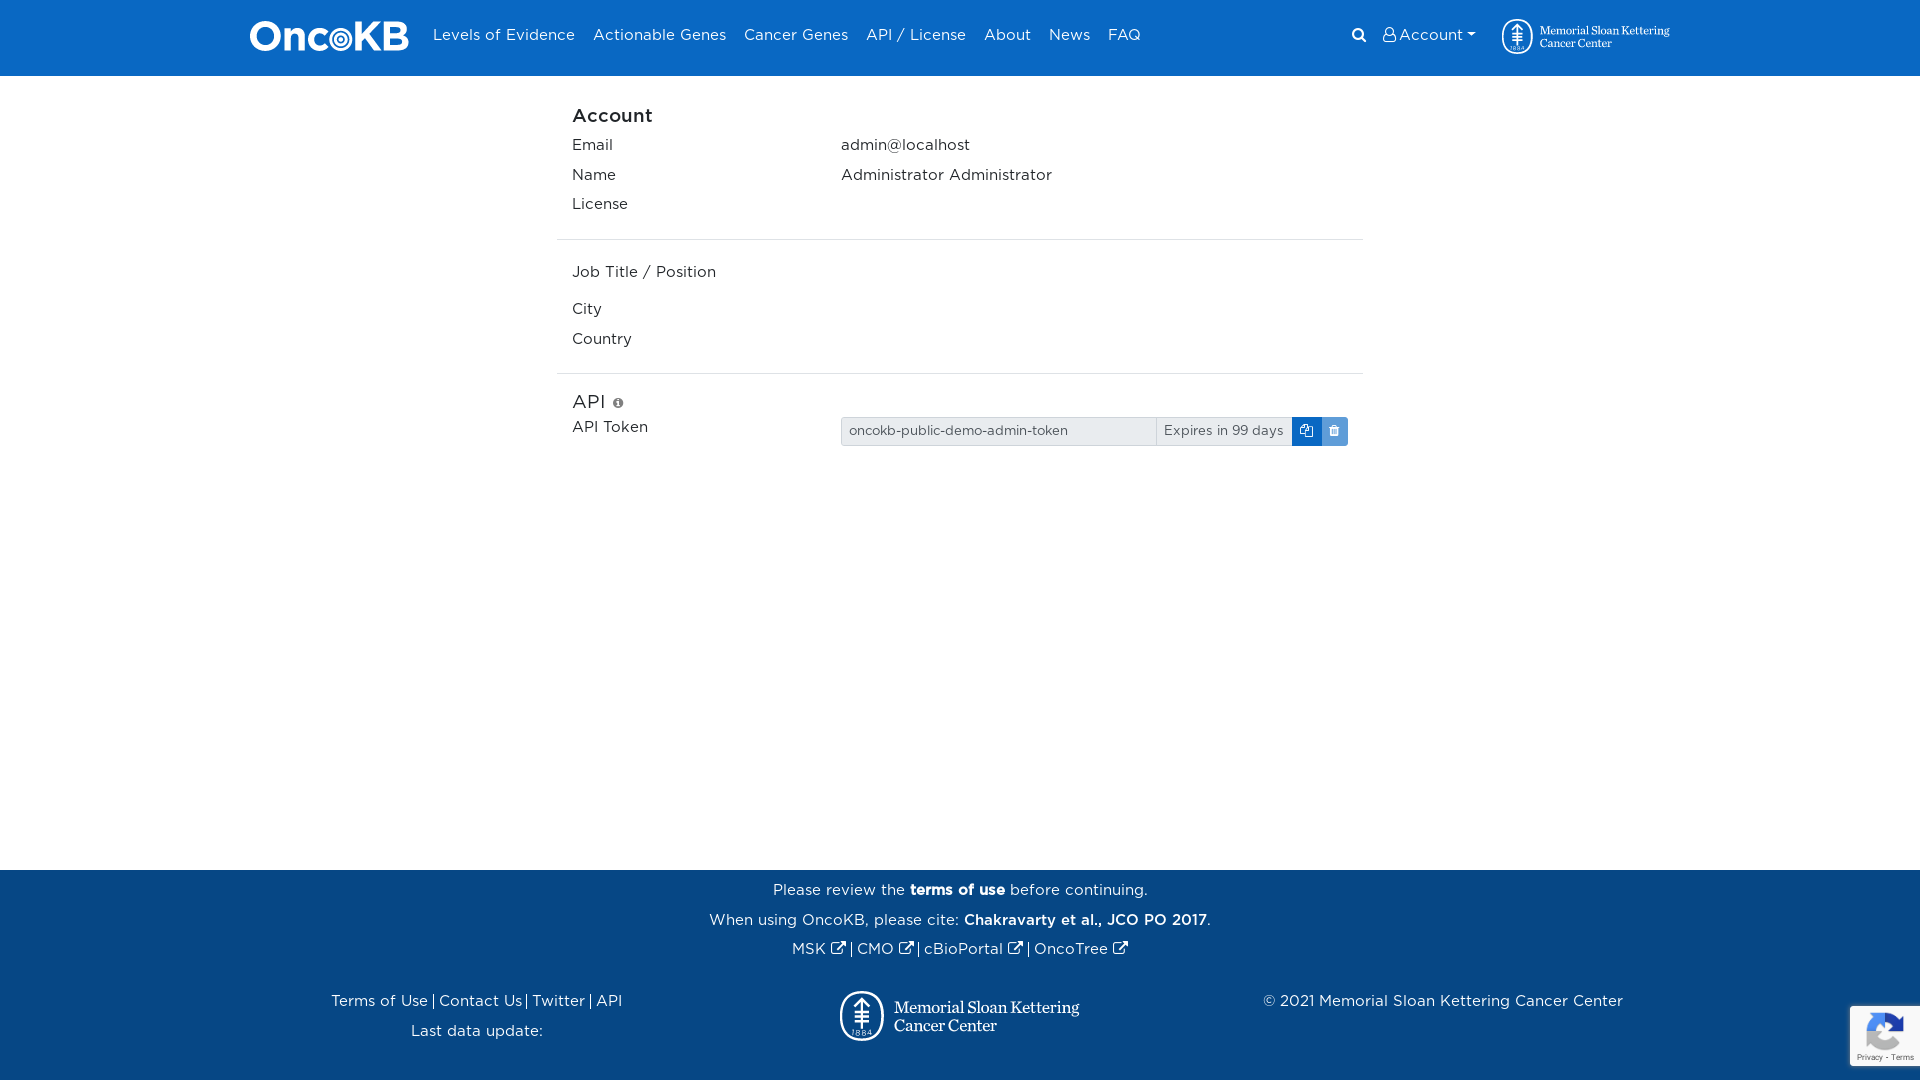 OncoKB Levels of Evidence Actionable Genes Cancer Genes API / License About News FAQ Account Memorial Sloan Kettering
Cancer Center
1884
Account
Email admin@localhost
Name Administrator Administrator
License
Job Title / Position
City
Country
API
API Token oncokb-public-demo-admin-token Expires in 99 days
Please review the terms of use before continuing.
When using OncoKB, please cite: Chakravarty et al., JCO PO 2017.
MSK | CMO | cBioPortal | OncoTree
Terms of Use | Contact Us | Twitter | API
Last data update:
Memorial Sloan Kettering
Cancer Center
1884
© 2021 Memorial Sloan Kettering Cancer Center
Privacy - Terms